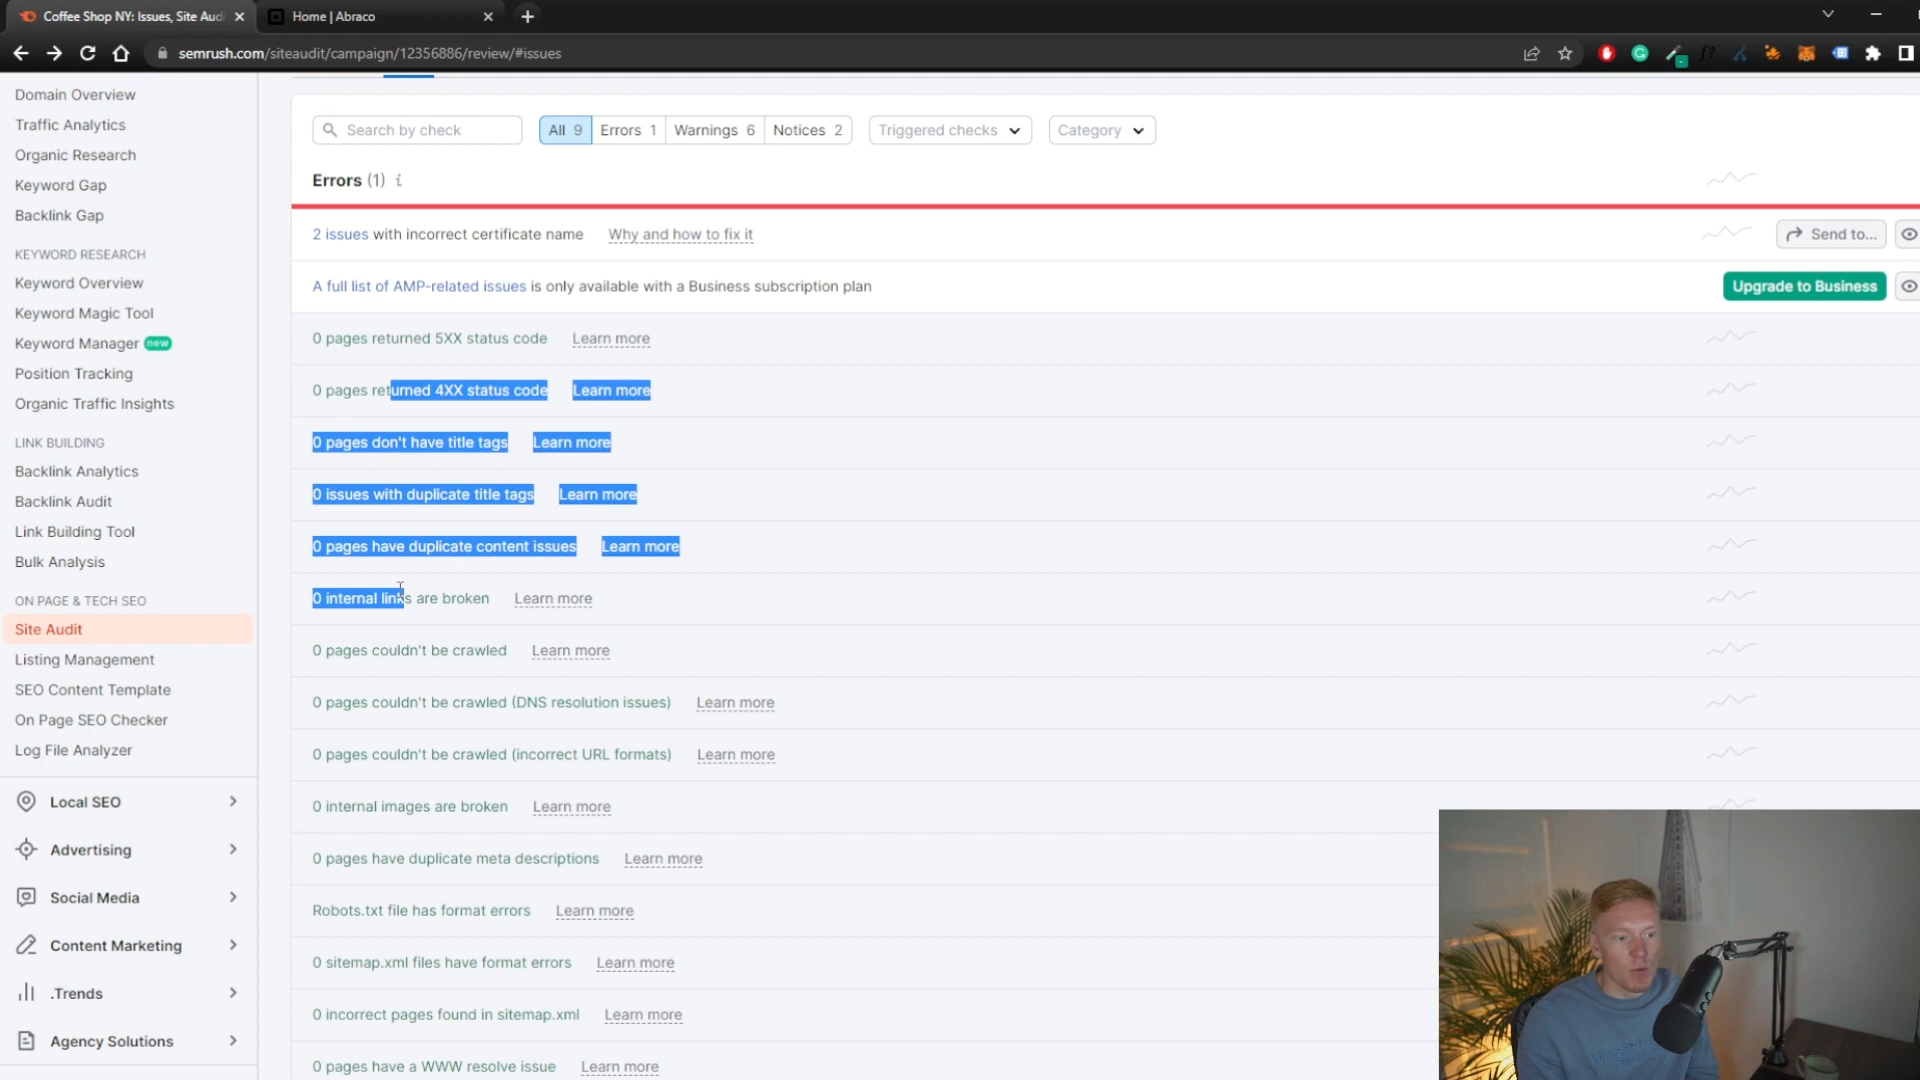 Coffee Shop NY: Issues, Site Aud
Home | Abraco
semrush.com/siteaudit/campaign/12356886/review/#issues
Domain Overview
Traffic Analytics
Organic Research
Keyword Gap
Backlink Gap
KEYWORD RESEARCH
Keyword Overview
Keyword Magic Tool
Keyword Manager new
Position Tracking
Organic Traffic Insights
LINK BUILDING
Backlink Analytics
Backlink Audit
Link Building Tool
Bulk Analysis
ON PAGE & TECH SEO
Site Audit
Listing Management
SEO Content Template
On Page SEO Checker
Log File Analyzer
Local SEO
Advertising
Social Media
Content Marketing
.Trends
Agency Solutions
Search by check
All 9 Errors 1 Warnings 6 Notices 2
Triggered checks
Category
Errors (1) i
2 issues with incorrect certificate name Why and how to fix it Send to...
A full list of AMP-related issues is only available with a Business subscription plan Upgrade to Business
0 pages returned 5XX status code Learn more
0 pages returned 4XX status code Learn more
0 pages don't have title tags Learn more
0 issues with duplicate title tags Learn more
0 pages have duplicate content issues Learn more
0 internal links are broken Learn more
0 pages couldn't be crawled Learn more
0 pages couldn't be crawled (DNS resolution issues) Learn more
0 pages couldn't be crawled (incorrect URL formats) Learn more
0 internal images are broken Learn more
0 pages have duplicate meta descriptions Learn more
Robots.txt file has format errors Learn more
0 sitemap.xml files have format errors Learn more
0 incorrect pages found in sitemap.xml Learn more
0 pages have a WWW resolve issue Learn more